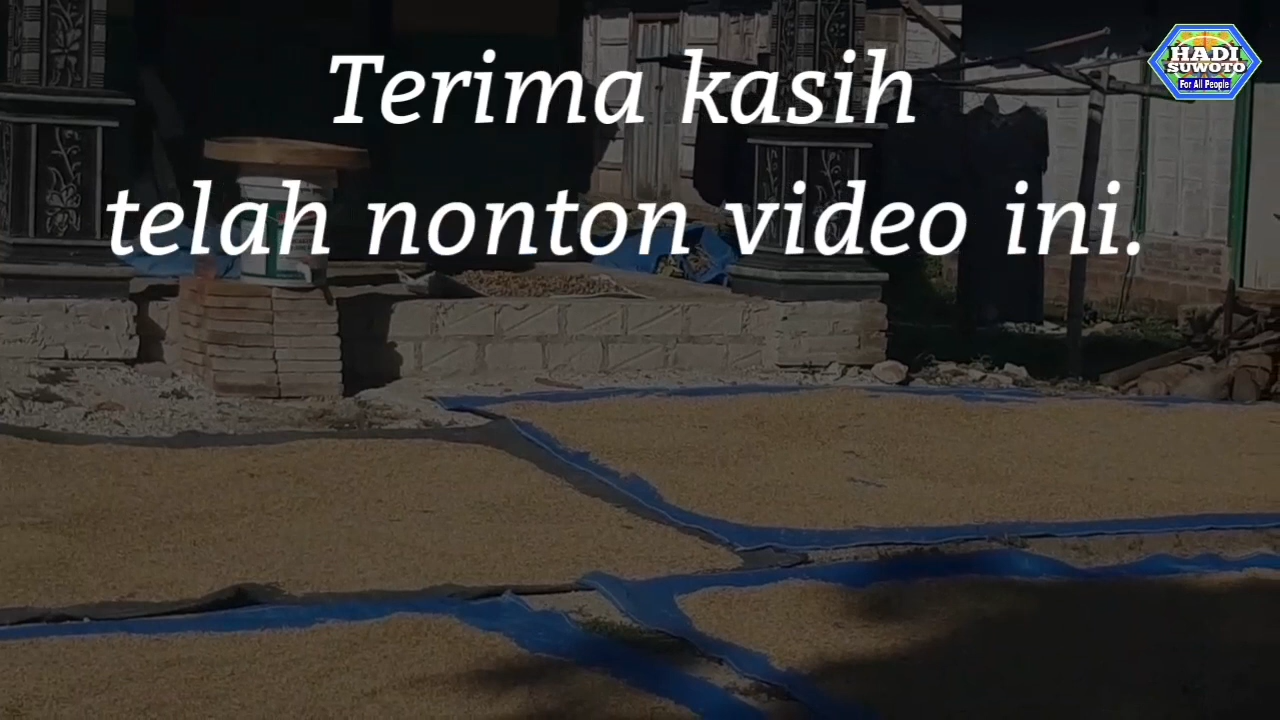 Terima kasih
telah nonton video ini.
HADI
SUWOTO
For All People